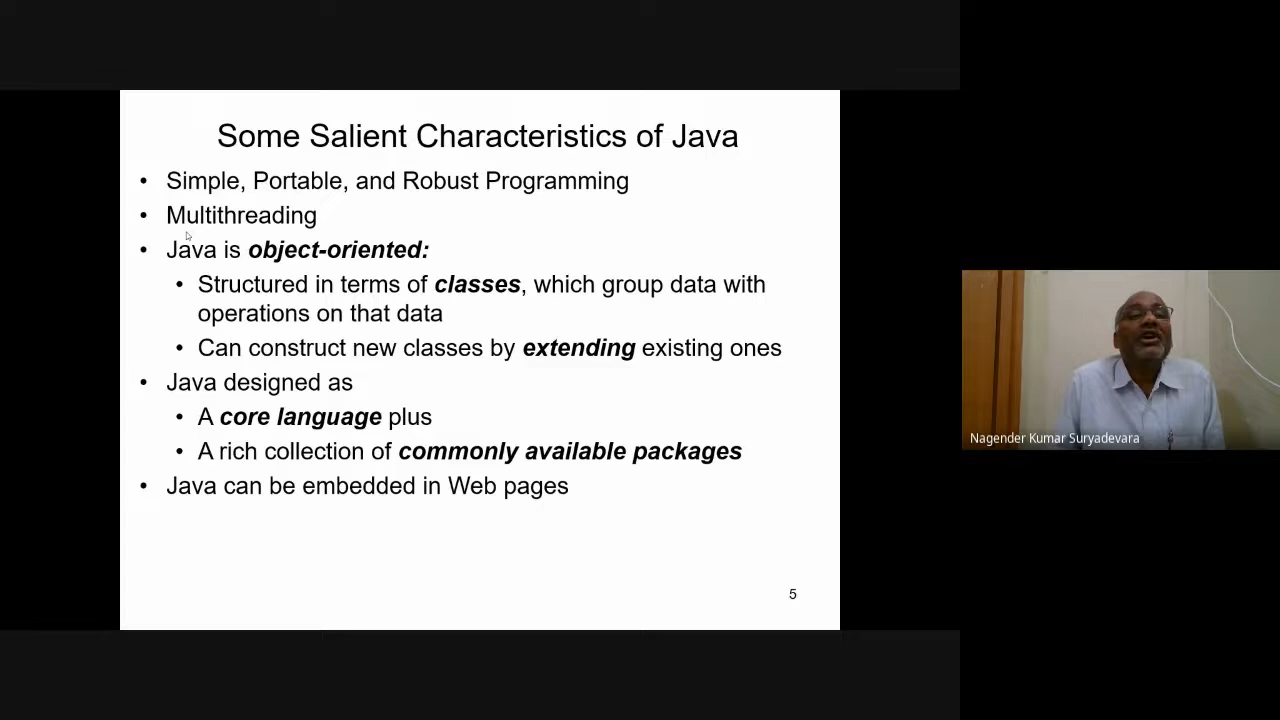 Some Salient Characteristics of Java
• Simple, Portable, and Robust Programming
• Multithreading
• Java is object-oriented:
• Structured in terms of classes, which group data with
operations on that data
• Can construct new classes by extending existing ones
• Java designed as
• A core language plus
• A rich collection of commonly available packages
• Java can be embedded in Web pages
5
Nagender Kumar Suryadevara